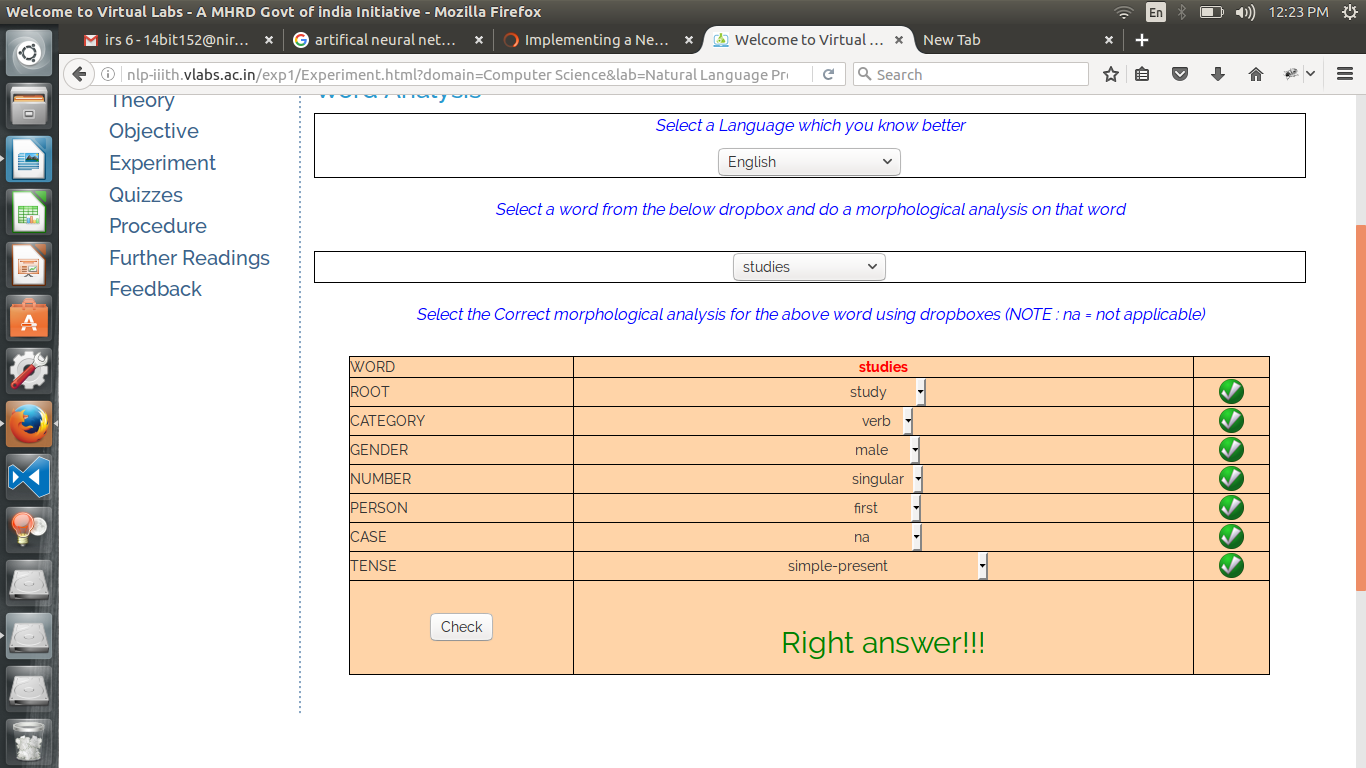 Welcome to Virtual Labs - A MHRD Govt of india Initiative - Mozilla Firefox
En
12:23 PM
irs 6 - 14bit152@nir...
artifical neural net...
Implementing a Ne...
Welcome to Virtual ...
New Tab
nlp-iiith.vlabs.ac.in/exp1/Experiment.html?domain=Computer Science&lab=Natural Language Pr
Search
Theory
Objective
Experiment
Quizzes
Procedure
Further Readings
Feedback
Word Analysis
Select a Language which you know better
English
Select a word from the below dropbox and do a morphological analysis on that word
studies
Select the Correct morphological analysis for the above word using dropboxes (NOTE : na = not applicable)
WORD studies
ROOT study
CATEGORY verb
GENDER male
NUMBER singular
PERSON first
CASE na
TENSE simple-present
Check
Right answer!!!